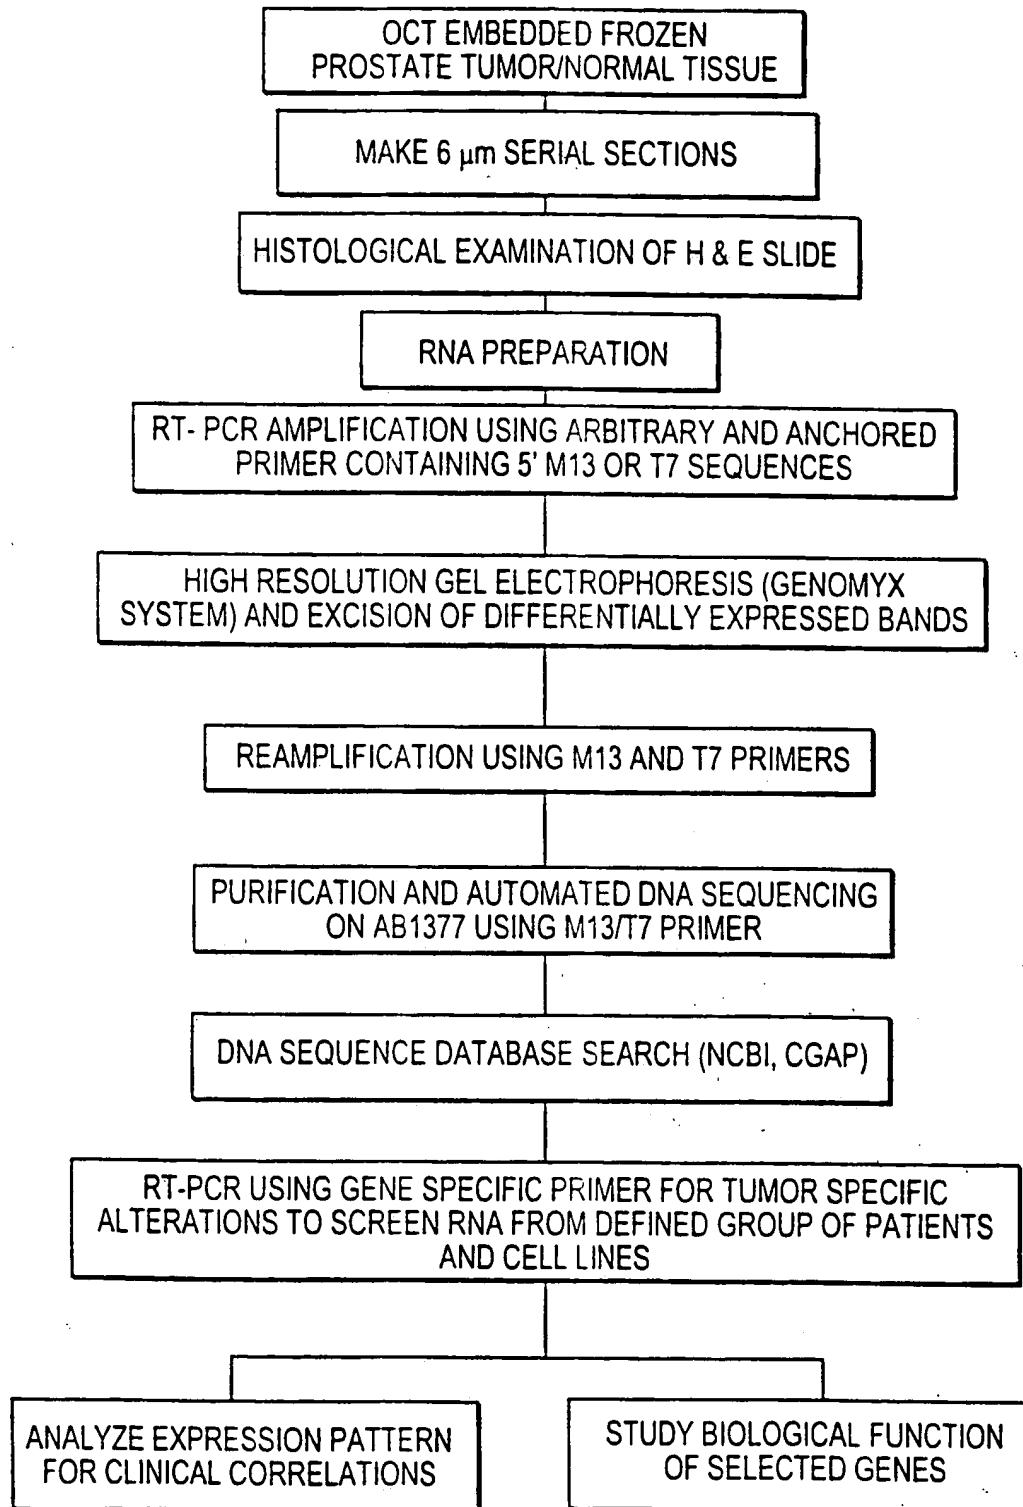 OCT EMBEDDED FROZEN
PROSTATE TUMOR/NORMAL TISSUE
MAKE 6 µm SERIAL SECTIONS
HISTOLOGICAL EXAMINATION OF H & E SLIDE
RNA PREPARATION
RT- PCR AMPLIFICATION USING ARBITRARY AND ANCHORED
PRIMER CONTAINING 5' M13 OR T7 SEQUENCES
HIGH RESOLUTION GEL ELECTROPHORESIS (GENOMYX
SYSTEM) AND EXCISION OF DIFFERENTIALLY EXPRESSED BANDS
REAMPLIFICATION USING M13 AND T7 PRIMERS
PURIFICATION AND AUTOMATED DNA SEQUENCING
ON AB1377 USING M13/T7 PRIMER
DNA SEQUENCE DATABASE SEARCH (NCBI, CGAP)
RT-PCR USING GENE SPECIFIC PRIMER FOR TUMOR SPECIFIC
ALTERATIONS TO SCREEN RNA FROM DEFINED GROUP OF PATIENTS
AND CELL LINES
ANALYZE EXPRESSION PATTERN
FOR CLINICAL CORRELATIONS
STUDY BIOLOGICAL FUNCTION
OF SELECTED GENES